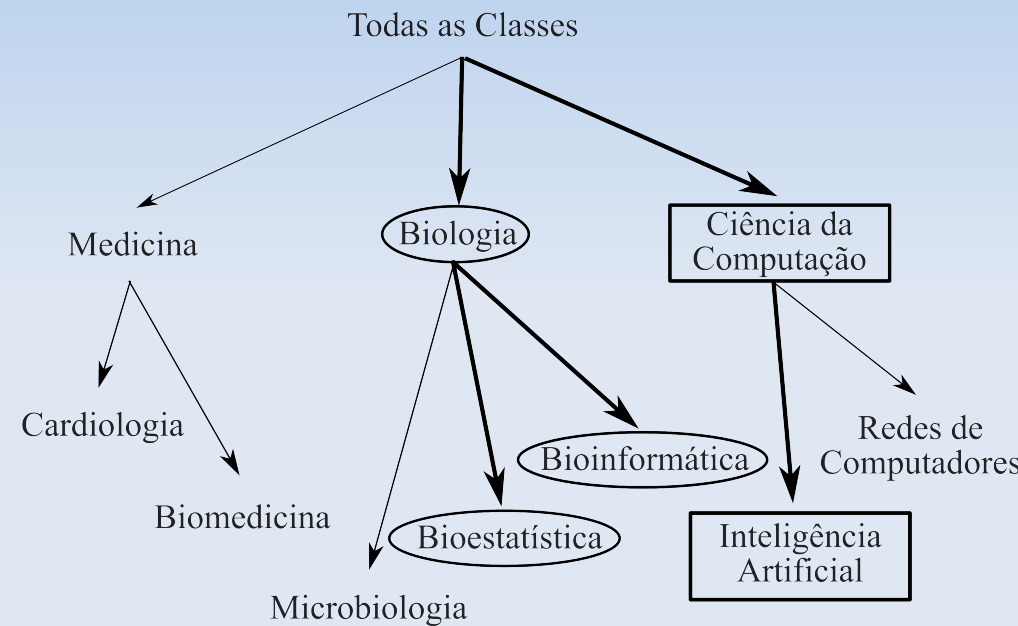 Todas as Classes
Medicina
Biologia
Ciência da
Computação
Cardiologia
Biomedicina
Microbiologia
Bioestatística
Bioinformática
Inteligência
Artificial
Redes de
Computadores